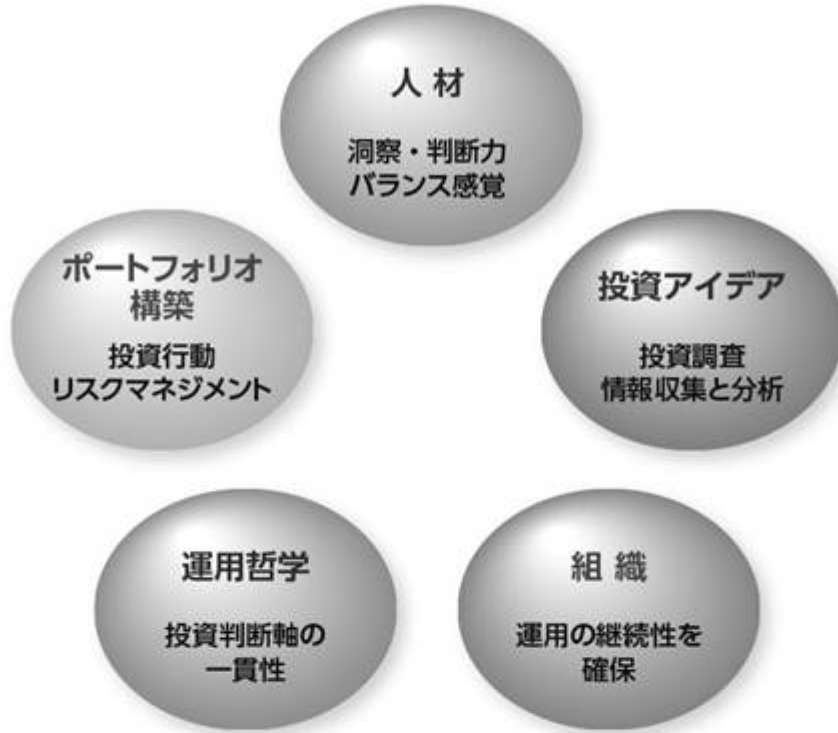 人 材
洞察・判断力
バランス感覚
ポートフォリオ
構築
投資行動
リスクマネジメント
投資アイデア
投資調査
情報収集と分析
運用哲学
投資判断軸の
一貫性
組 織
運用の継続性を
確保